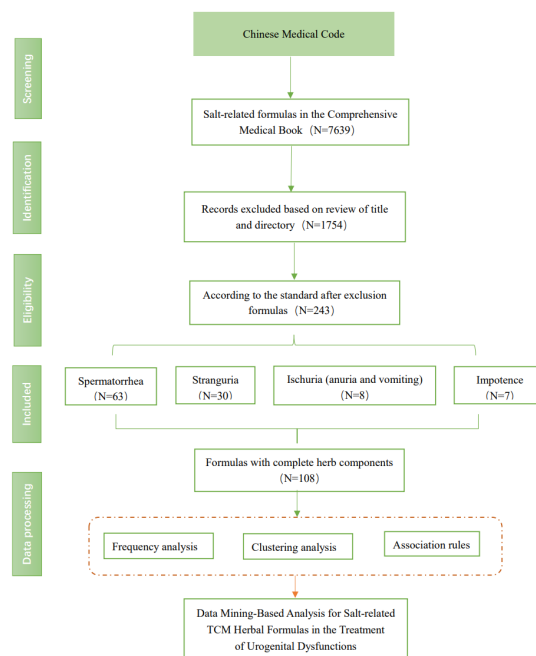 Chinese Medical Code
Screening
Salt-related formulas in the Comprehensive
Medical Book（N=7639）
Identification
Records excluded based on review of title
and directory（N=1754）
Eligibility
According to the standard after exclusion
formulas（N=243）
Included
Spermatorrhea
（N=63）
Stranguria
（N=30）
Ischuria (anuria and vomiting)
（N=8）
Impotence
（N=7）
Formulas with complete herb components
（N=108）
Data processing
Frequency analysis
Clustering analysis
Association rules
Data Mining-Based Analysis for Salt-related
TCM Herbal Formulas in the Treatment
of Urogenital Dysfunctions